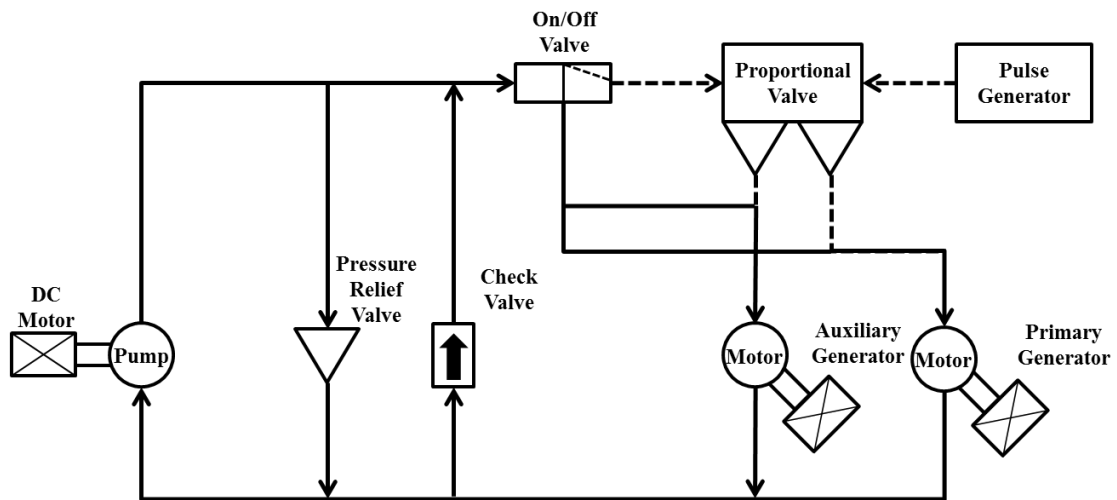 On/Off
Valve
Proportional
Valve
Pulse
Generator
Pressure
Relief
Valve
Check
Valve
DC
Motor
Pump
Motor
Auxiliary
Generator
Motor
Primary
Generator